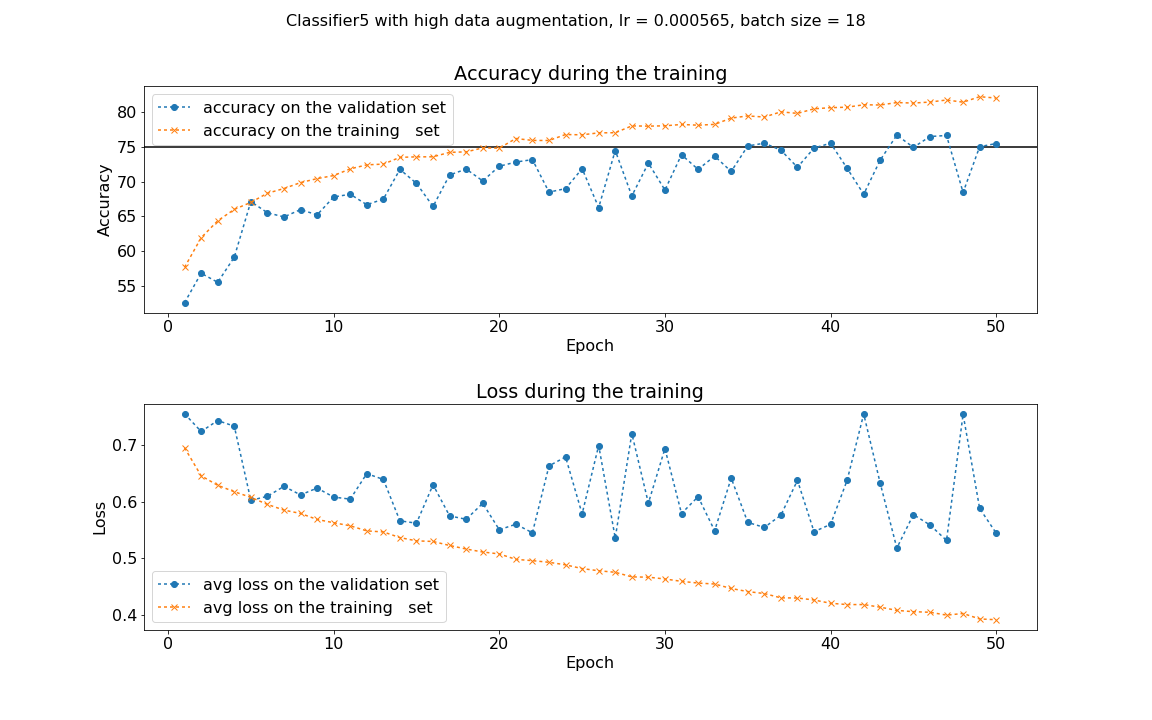 Classifier5 with high data augmentation, lr = 0.000565, batch size = 18
Accuracy during the training
accuracy on the validation set
accuracy on the training   set
80
75
70
65
60
55
Accuracy
0 10 20 30 40 50
Epoch
Loss during the training
0.7
0.6
0.5
0.4
Loss
avg loss on the validation set
avg loss on the training   set
0 10 20 30 40 50
Epoch